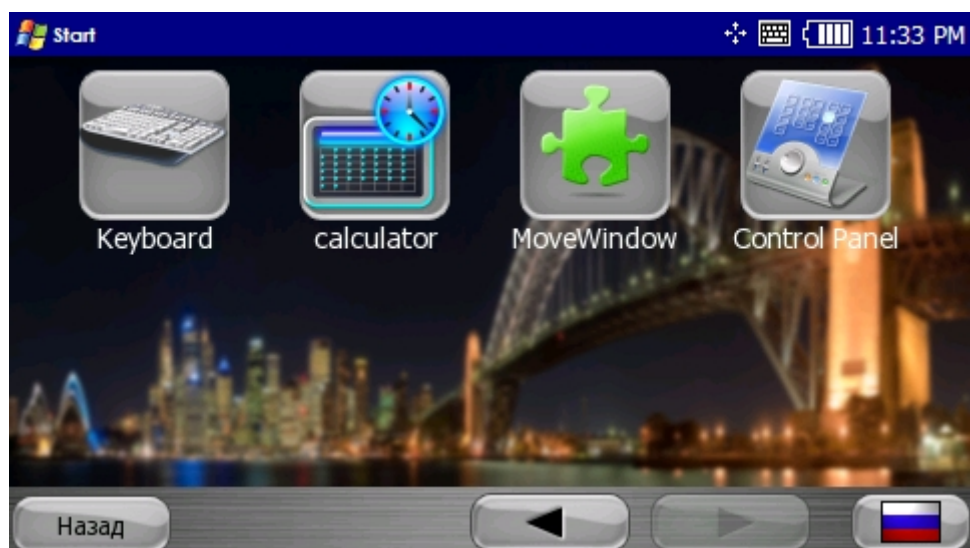 Start
11:33 PM
Keyboard
calculator
MoveWindow
Control Panel
Назад